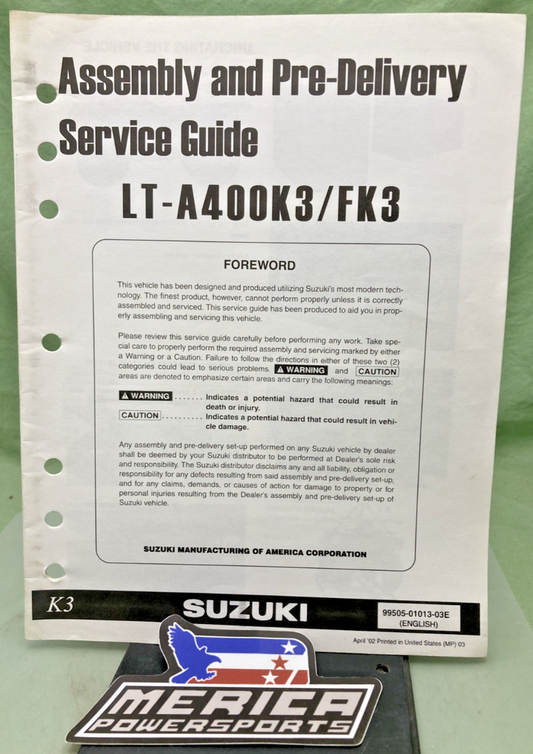 Assembly and Pre-Delivery
Service Guide
LT-A400K3/FK3
FOREWORD
This vehicle has been designed and produced utilizing Suzuki's most modern tech-
nology. The finest product, however, cannot perform properly unless it is correctly
assembled and serviced. This service guide has been produced to aid you in prop-
erly assembling and servicing this vehicle.
Please review this service guide carefully before performing any work. Take spe-
cial care to properly perform the required assembly and servicing marked by either
a Warning or a Caution. Failure to follow the directions in either of these two (2)
categories could lead to serious problems. ⚠ WARNING and CAUTION
areas are denoted to emphasize certain areas and carry the following meanings:
⚠ WARNING ....... Indicates a potential hazard that could result in
death or injury.
CAUTION .......... Indicates a potential hazard that could result in vehi-
cle damage.
Any assembly and pre-delivery set-up performed on any Suzuki vehicle by dealer
shall be deemed by your Suzuki distributor to be performed at Dealer's sole risk
and responsibility. The Suzuki distributor disclaims any and all liability, obligation or
responsibility for any defects resulting from said assembly and pre-delivery set-up,
and for any claims, demands, or causes of action for damage to property or for
personal injuries resulting from the Dealer's assembly and pre-delivery set-up of
Suzuki vehicle.
SUZUKI MANUFACTURING OF AMERICA CORPORATION
K3
SUZUKI
99505-01013-03E
(ENGLISH)
April '02 Printed in United States (MP) 03
MERICA
POWERSPORTS